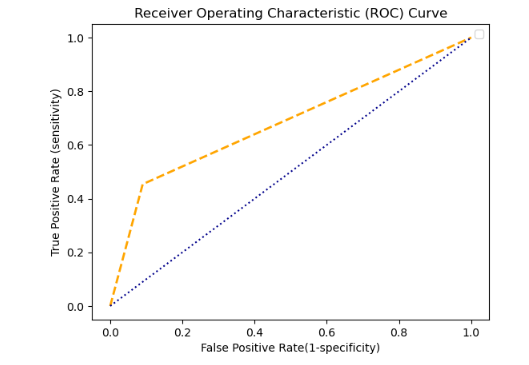 Receiver Operating Characteristic (ROC) Curve
1.0
0.8
0.6
0.4
0.2
0.0
True Positive Rate (sensitivity)
0.0 0.2 0.4 0.6 0.8 1.0
False Positive Rate(1-specificity)